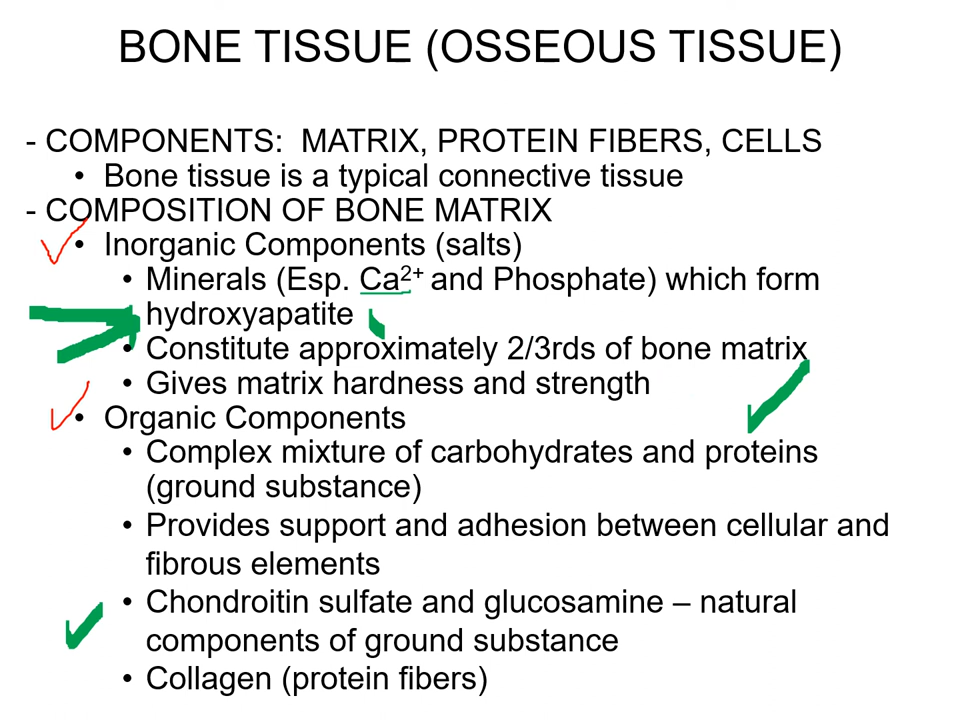 BONE TISSUE (OSSEOUS TISSUE)
- COMPONENTS:  MATRIX, PROTEIN FIBERS, CELLS
• Bone tissue is a typical connective tissue
- COMPOSITION OF BONE MATRIX
• Inorganic Components (salts)
• Minerals (Esp. Ca²⁺ and Phosphate) which form
hydroxyapatite
• Constitute approximately 2/3rds of bone matrix
• Gives matrix hardness and strength
• Organic Components
• Complex mixture of carbohydrates and proteins
(ground substance)
• Provides support and adhesion between cellular and
fibrous elements
• Chondroitin sulfate and glucosamine – natural
components of ground substance
• Collagen (protein fibers)